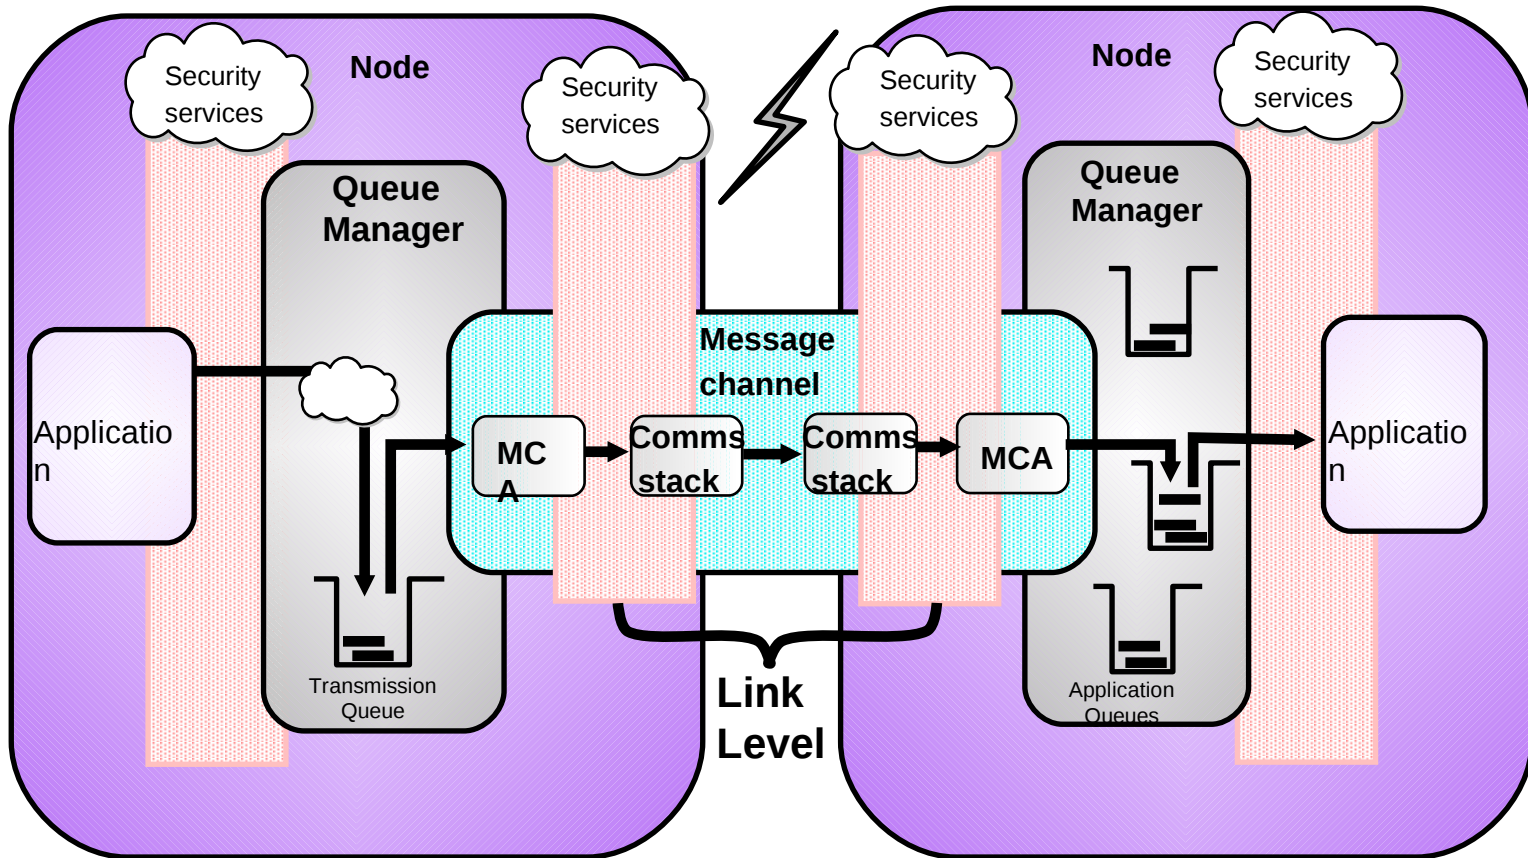 Security
services
Node
Security
services
Security
services
Node
Security
services
Queue
Manager
Queue
Manager
Message
channel
Applicatio
n
MC
A
Comms
stack
Comms
stack
MCA
Applicatio
n
Transmission
Queue
Link
Level
Application
Queues